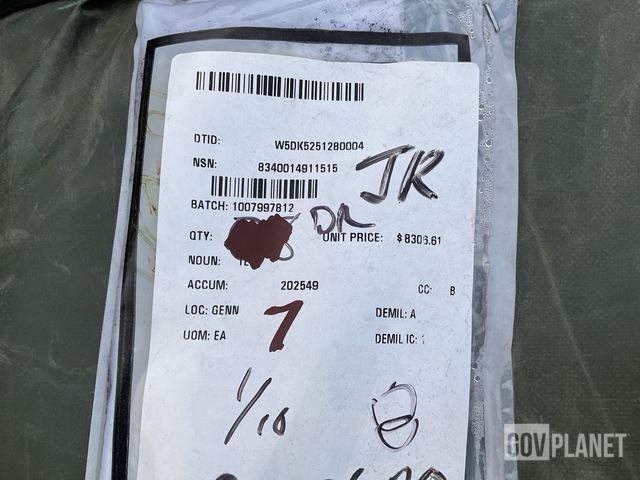 DTID: W5DK5251280004
NSN: 8340014911515
JR
BATCH: 1007997812
DR
QTY: UNIT PRICE: $ 8306.61
NOUN:
ACCUM: 202549 CC: B
LOC: GENN 7 DEMIL: A
UOM: EA DEMIL IC: 1
1/10
GOVPLANET